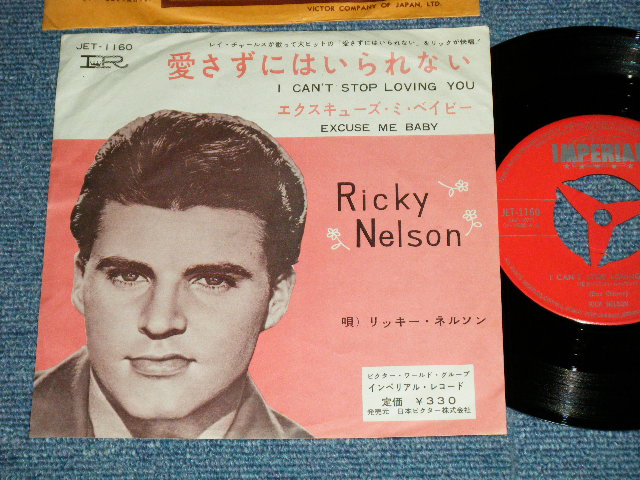 VICTOR COMPANY OF JAPAN, LTD.
JET-1160
IR
レイ・チャールスが歌って大ヒットの「愛さずにはいられない」をリックが快唱!
愛さずにはいられない
I CAN'T STOP LOVING YOU
エクスキューズ・ミ・ベイビー
EXCUSE ME BABY
Ricky
Nelson
唄) リッキー・ネルソン
ビクター・ワールド・グループ
インペリアル・レコード
定価 ¥330
発売元 日本ビクター株式会社
IMPERIAL
JET-1160
I CAN'T STOP LOVING
(Don Gibson)
RICK NELSON